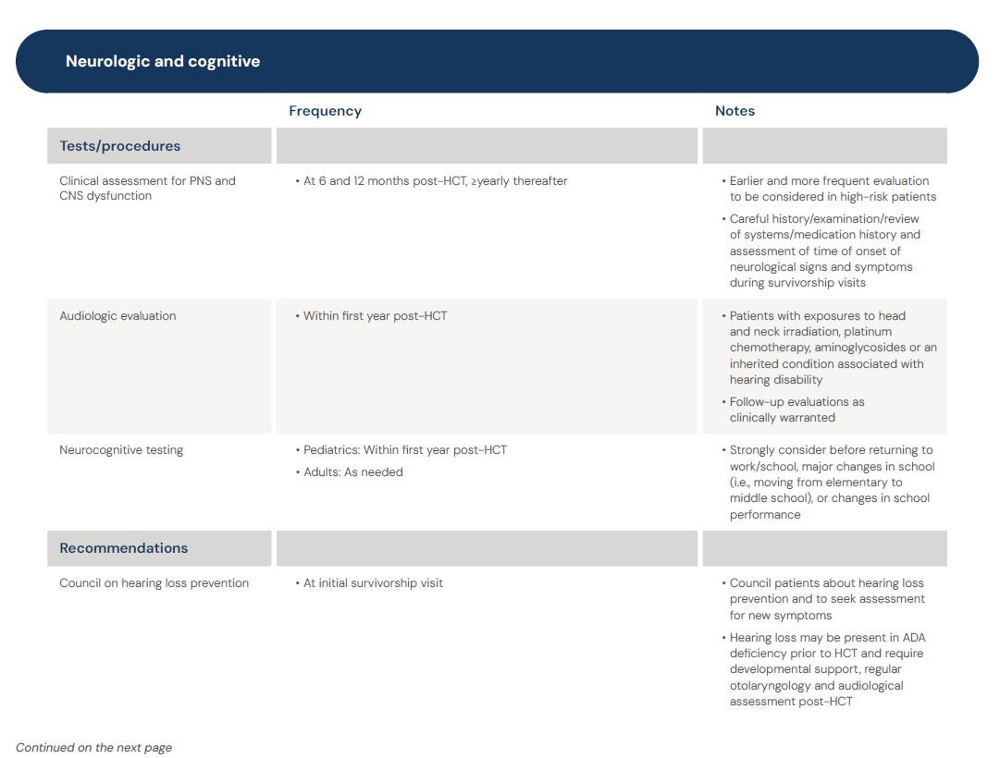 Neurologic and cognitive
Frequency
Notes
Tests/procedures
Clinical assessment for PNS and
CNS dysfunction
• At 6 and 12 months post-HCT, ≥yearly thereafter
• Earlier and more frequent evaluation
to be considered in high-risk patients
• Careful history/examination/review
of systems/medication history and
assessment of time of onset of
neurological signs and symptoms
during survivorship visits
Audiologic evaluation
• Within first year post-HCT
• Patients with exposures to head
and neck irradiation, platinum
chemotherapy, aminoglycosides or an
inherited condition associated with
hearing disability
• Follow-up evaluations as
clinically warranted
Neurocognitive testing
• Pediatrics: Within first year post-HCT
• Adults: As needed
• Strongly consider before returning to
work/school, major changes in school
(i.e., moving from elementary to
middle school), or changes in school
performance
Recommendations
Council on hearing loss prevention
• At initial survivorship visit
• Council patients about hearing loss
prevention and to seek assessment
for new symptoms
• Hearing loss may be present in ADA
deficiency prior to HCT and require
developmental support, regular
otolaryngology and audiological
assessment post-HCT
Continued on the next page